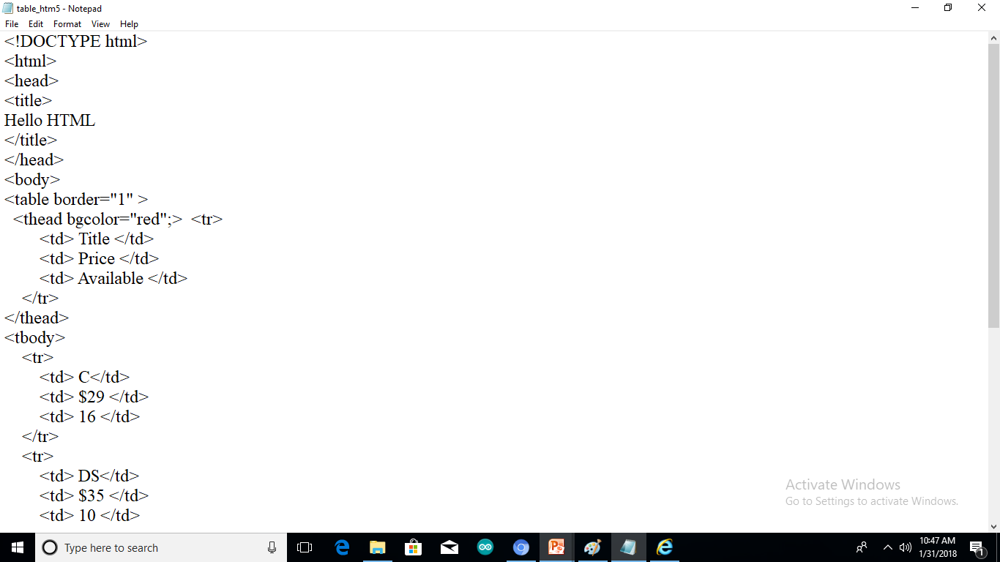 table_htm5 - Notepad
File Edit Format View Help
<!DOCTYPE html>
<html>
<head>
<title>
Hello HTML
</title>
</head>
<body>
<table border="1" >
  <thead bgcolor="red";>  <tr>
        <td> Title </td>
        <td> Price </td>
        <td> Available </td>
    </tr>
</thead>
<tbody>
    <tr>
        <td> C</td>
        <td> $29 </td>
        <td> 16 </td>
    </tr>
    <tr>
        <td> DS</td>
        <td> $35 </td>
        <td> 10 </td>
Activate Windows
Go to Settings to activate Windows.
Type here to search
10:47 AM
1/31/2018
1